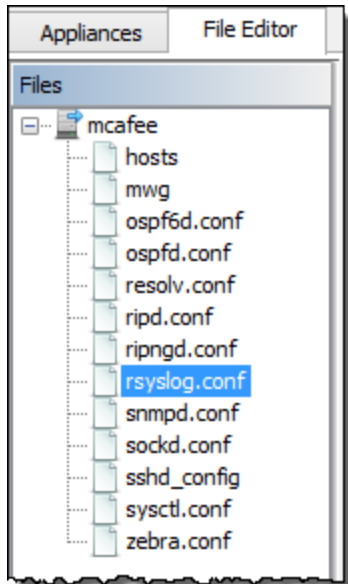 Appliances File Editor
Files
mcafee
hosts
mwg
ospf6d.conf
ospfd.conf
resolv.conf
ripd.conf
ripngd.conf
rsyslog.conf
snmpd.conf
sockd.conf
sshd_config
sysctl.conf
zebra.conf